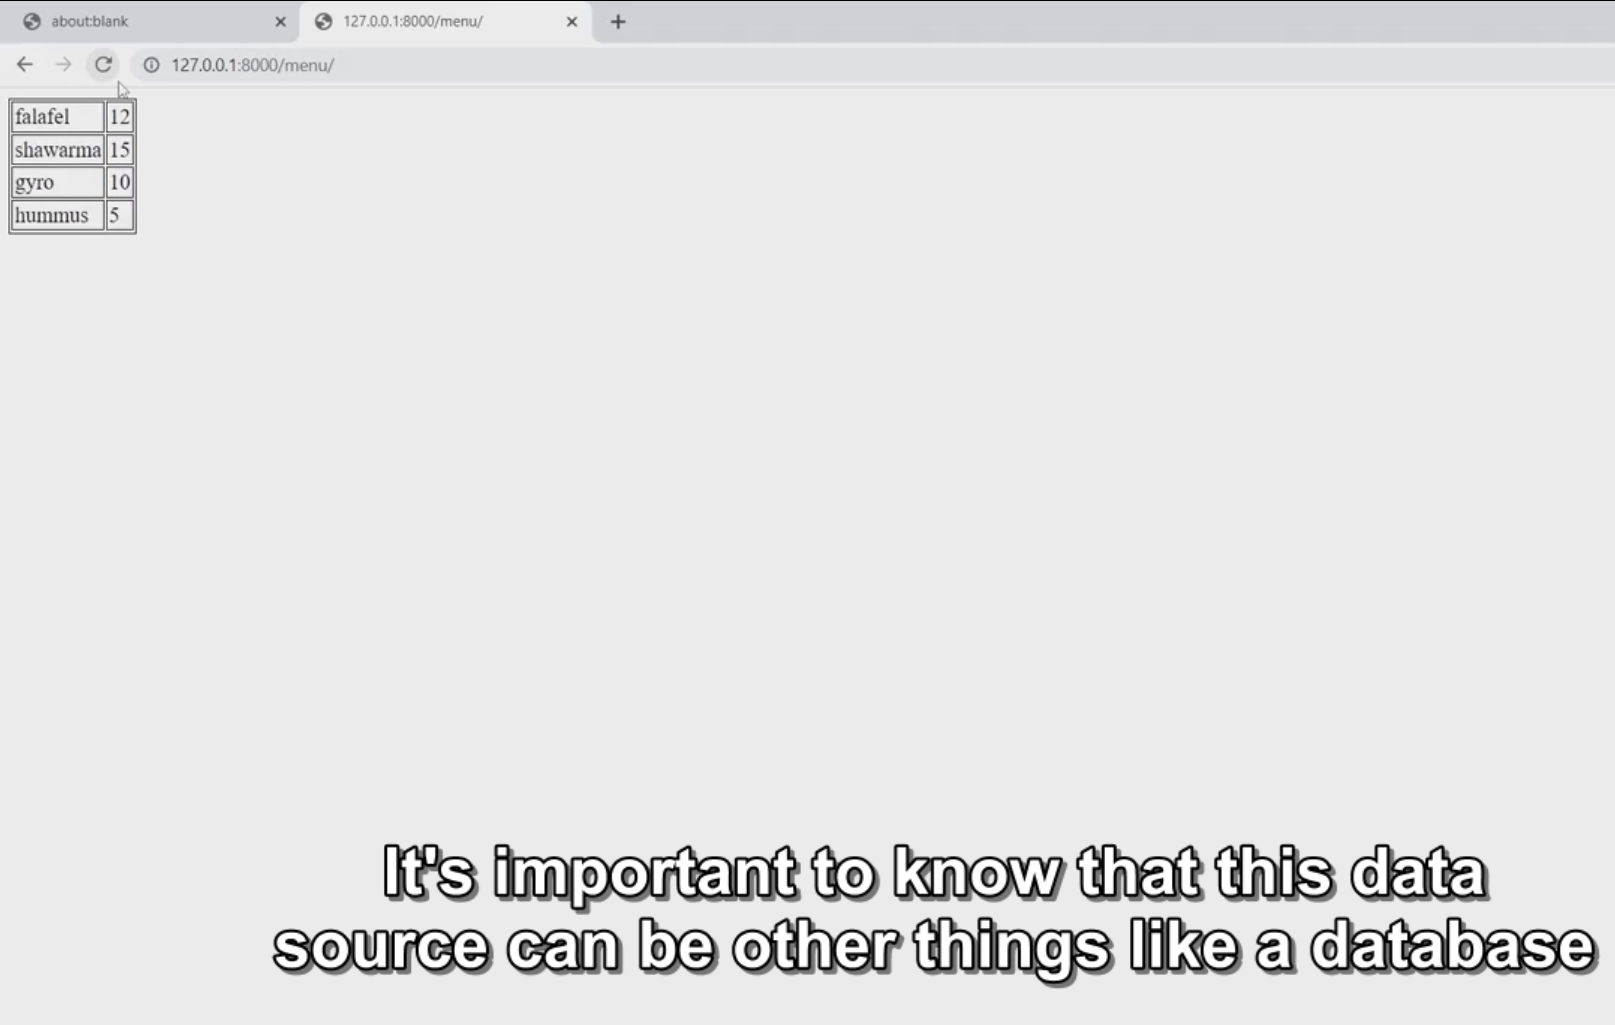 about:blank
127.0.0.1:8000/menu/
127.0.0.1:8000/menu/
falafel 12
shawarma 15
gyro 10
hummus 5
It's important to know that this data
source can be other things like a database